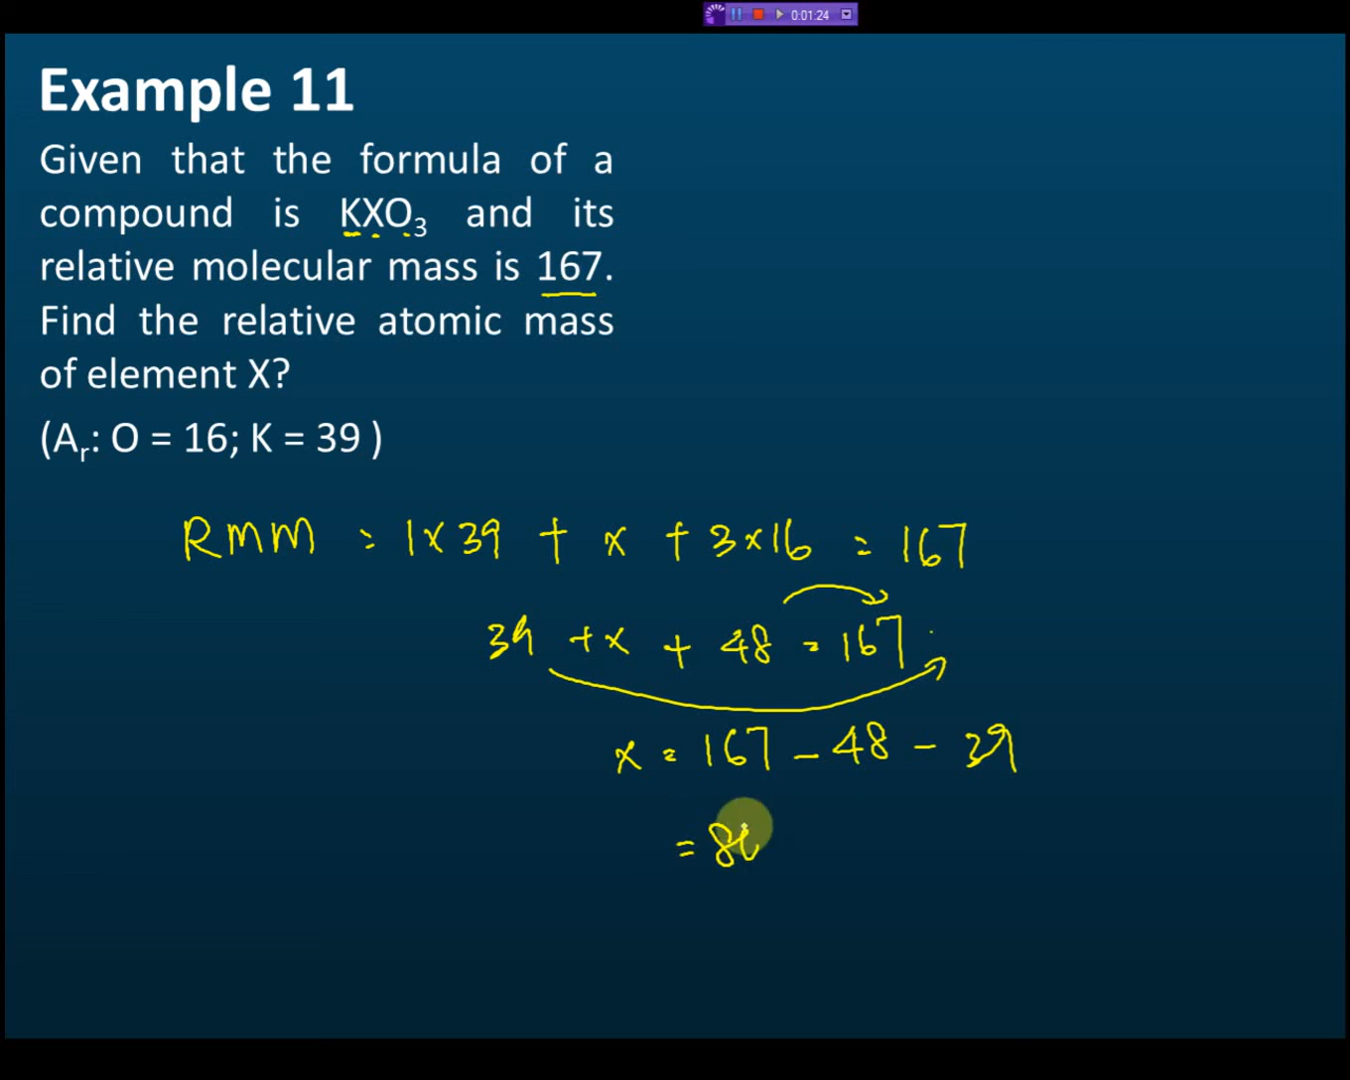 0:01:24
Example 11
Given that the formula of a
compound is KXO₃ and its
relative molecular mass is 167.
Find the relative atomic mass
of element X?
(Aᵣ: O = 16; K = 39 )
RMM = 1 x 39 + x + 3 x 16 = 167
39 + x + 48 = 167
x = 167 - 48 - 39
= 8